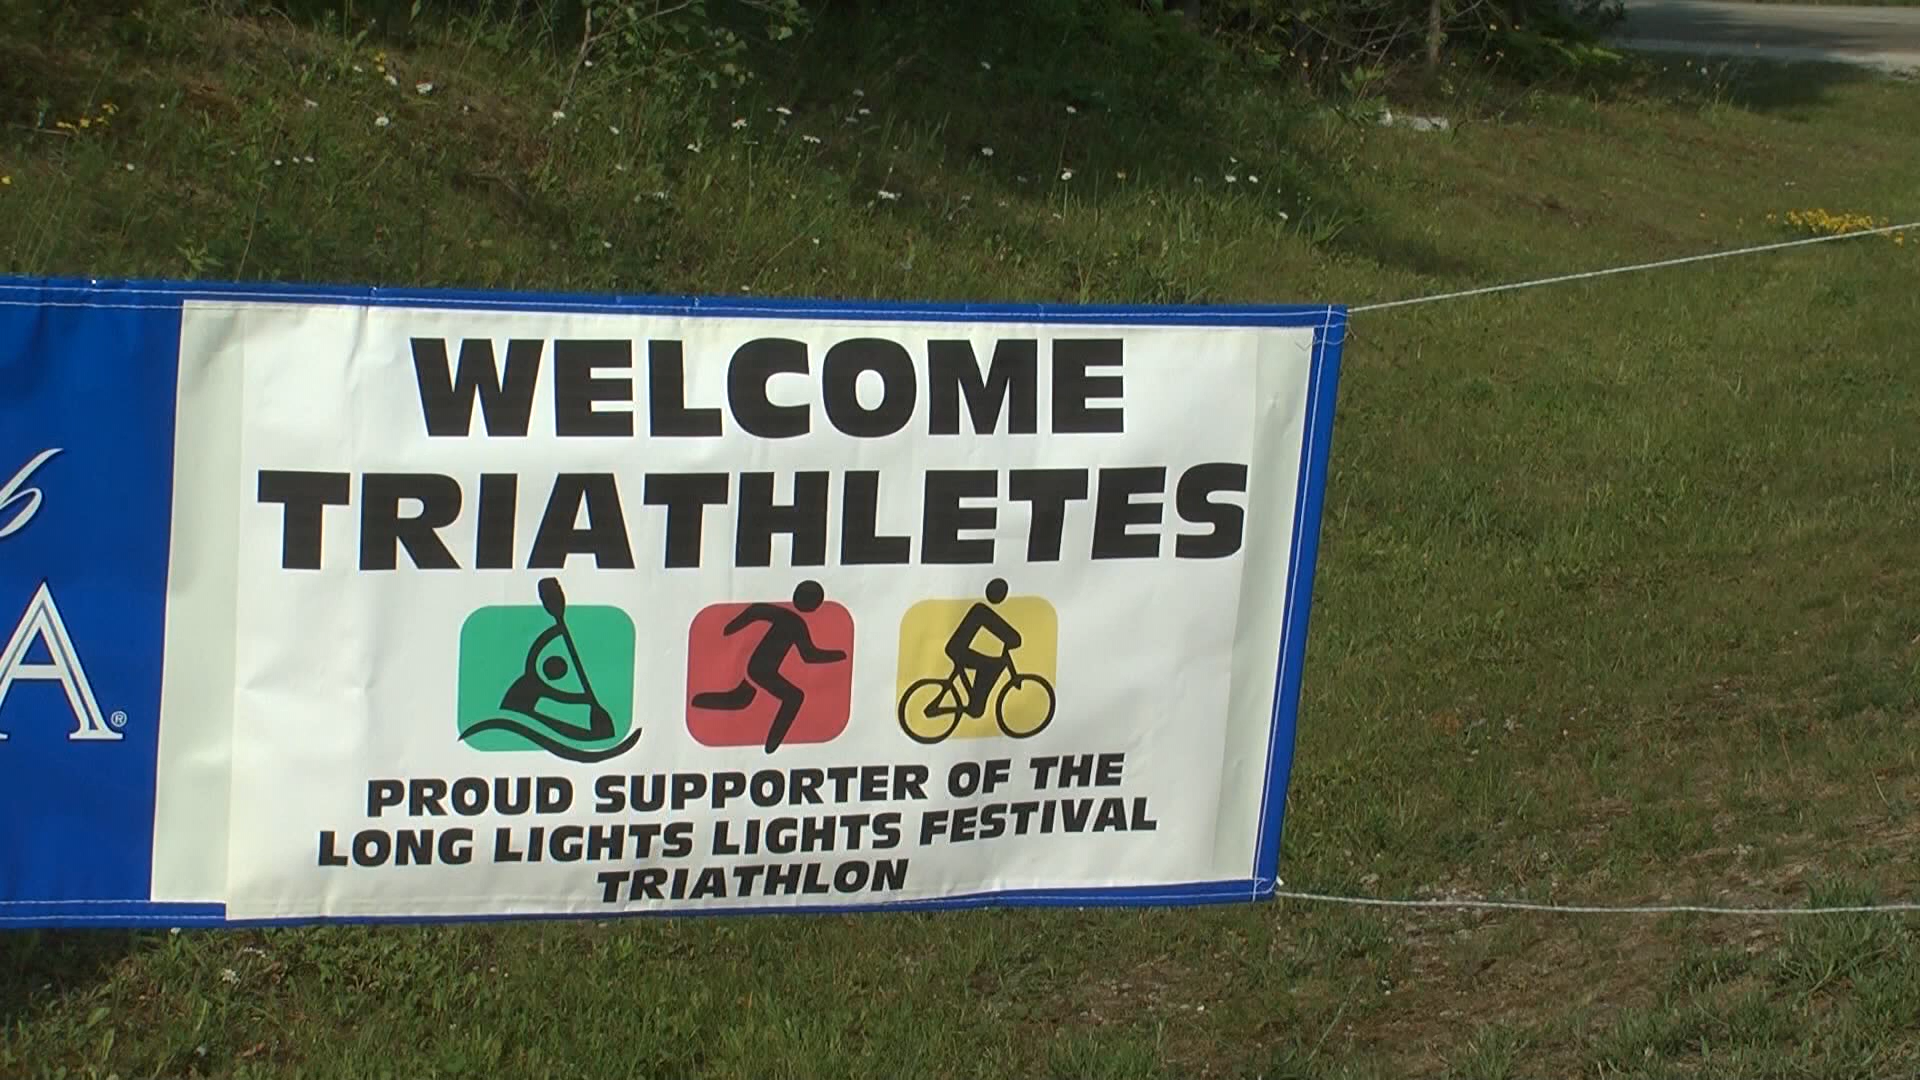 WELCOME
TRIATHLETES
PROUD SUPPORTER OF THE
LONG LIGHTS LIGHTS FESTIVAL
TRIATHLON
A®